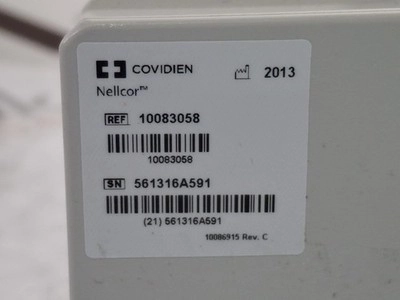 COVIDIEN 2013
Nellcor™
REF 10083058
10083058
SN 561316A591
(21) 561316A591
10086915 Rev. C